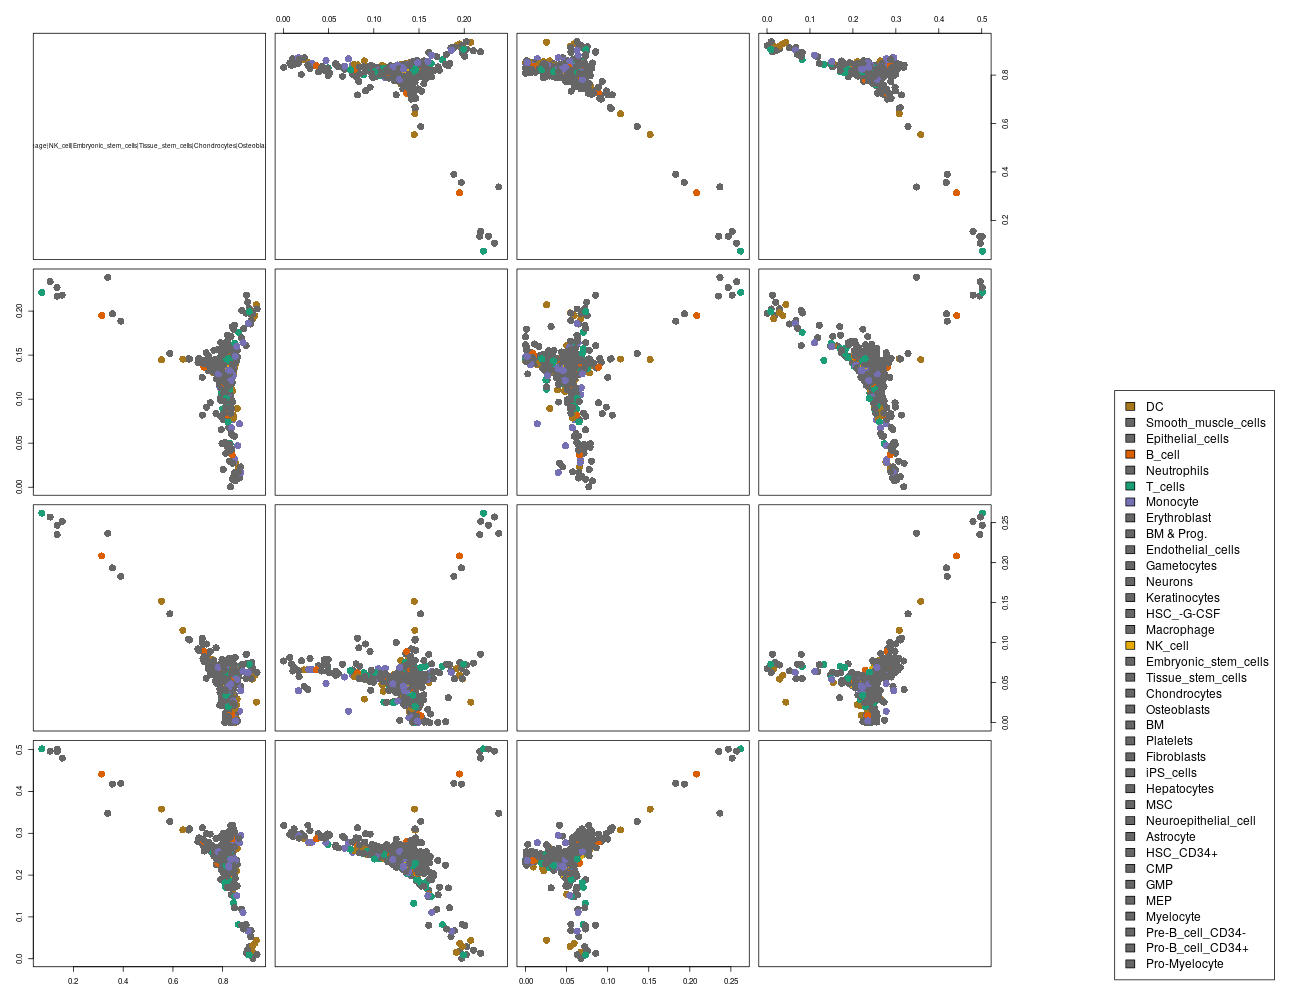 0.00 0.10 0.15 0.20
0.0 0.1 0.2 0.3 0.4 0.5
age|NK_cell|Embryonic_stem_cells|Tissue_stem_cells|Chondrocytes|Osteobla
0.8
0.6
0.4
0.2
0.20
0.15
0.10
0.05
0.00
0.25
0.20
0.15
0.10
0.05
0.00
0.5
0.4
0.3
0.2
0.1
0.0
0.2 0.4 0.6 0.8
0.00 0.05 0.10 0.15 0.20 0.25
DC
Smooth_muscle_cells
Epithelial_cells
B_cell
Neutrophils
T_cells
Monocyte
Erythroblast
BM & Prog.
Endothelial_cells
Gametocytes
Neurons
Keratinocytes
HSC_-G-CSF
Macrophage
NK_cell
Embryonic_stem_cells
Tissue_stem_cells
Chondrocytes
Osteoblasts
BM
Platelets
Fibroblasts
iPS_cells
Hepatocytes
MSC
Neuroepithelial_cell
Astrocyte
HSC_CD34+
CMP
GMP
MEP
Myelocyte
Pre-B_cell_CD34-
Pro-B_cell_CD34+
Pro-Myelocyte